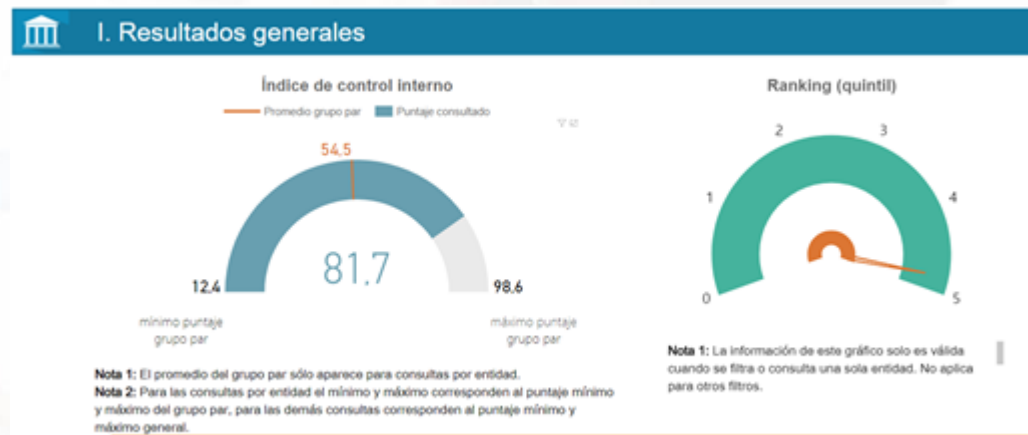 I. Resultados generales
Índice de control interno
Promedio grupo par
Puntaje consultado
54,5
81,7
12,4
98,6
mínimo puntaje
grupo par
máximo puntaje
grupo par
Nota 1: El promedio del grupo par sólo aparece para consultas por entidad.
Nota 2: Para las consultas por entidad el mínimo y máximo corresponden al puntaje mínimo
y máximo del grupo par, para las demás consultas corresponden al puntaje mínimo y
máximo general.
Ranking (quintil)
0
1
2
3
4
5
Nota 1: La información de este gráfico solo es válida
cuando se filtra o consulta una sola entidad. No aplica
para otros filtros.